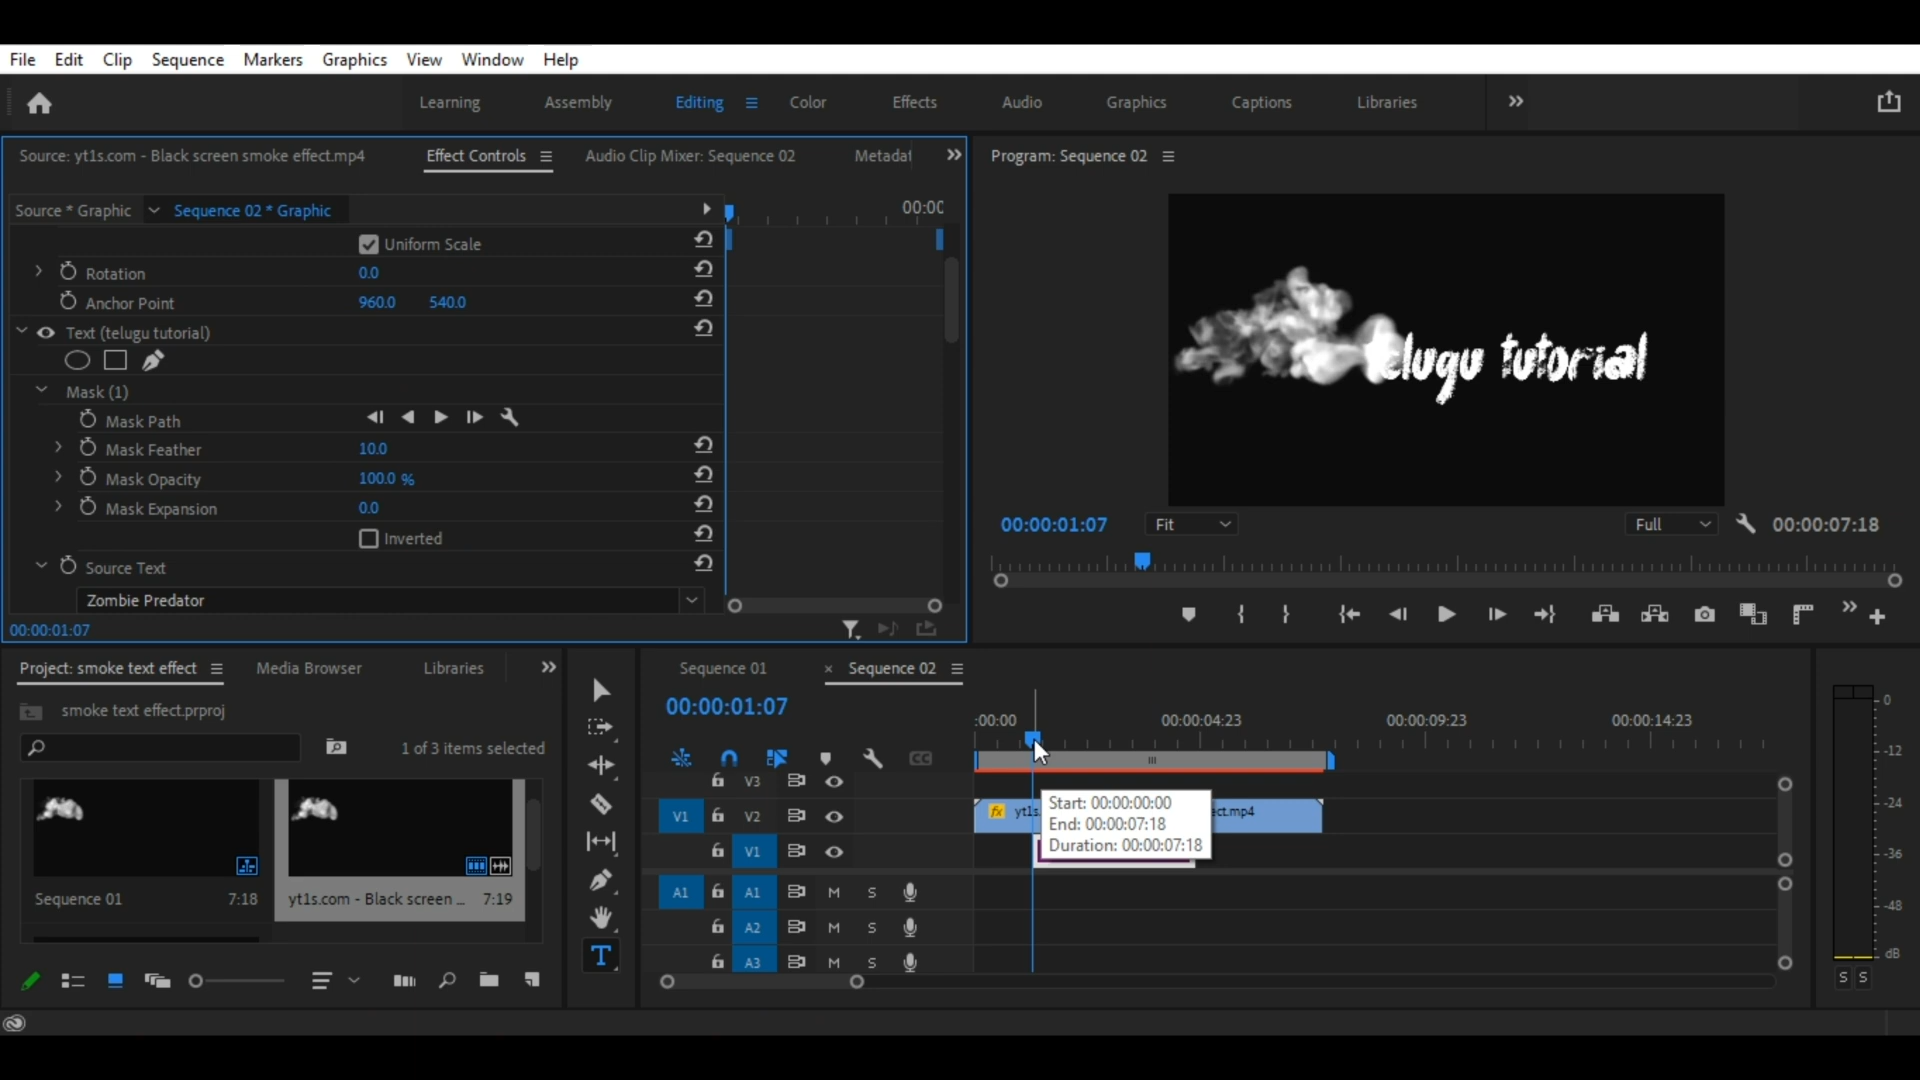 File Edit Clip Sequence Markers Graphics View Window Help
Learning Assembly Editing Color Effects Audio Graphics Captions Libraries
Source: yt1s.com - Black screen smoke effect.mp4 Effect Controls Audio Clip Mixer: Sequence 02 Metadat
Source * Graphic Sequence 02 * Graphic 00:00
Uniform Scale
Rotation 0.0
Anchor Point 960.0 540.0
Text (telugu tutorial)
Mask (1)
Mask Path
Mask Feather 10.0
Mask Opacity 100.0 %
Mask Expansion 0.0
Inverted
Source Text
Zombie Predator
00:00:01:07
Program: Sequence 02
telugu tutorial
00:00:01:07 Fit Full 00:00:07:18
Project: smoke text effect Media Browser Libraries
smoke text effect.prproj
1 of 3 items selected
Sequence 01 7:18
yt1s.com - Black screen ... 7:19
Sequence 01 × Sequence 02
00:00:01:07
:00:00 00:00:04:23 00:00:09:23 00:00:14:23
CC
V3
V1 V2 fx yt1s. ect.mp4
V1
Start: 00:00:00:00
End: 00:00:07:18
Duration: 00:00:07:18
A1 A1 M S
A2 M S
A3 M S
T
0
-12
-24
-36
-48
dB
S S